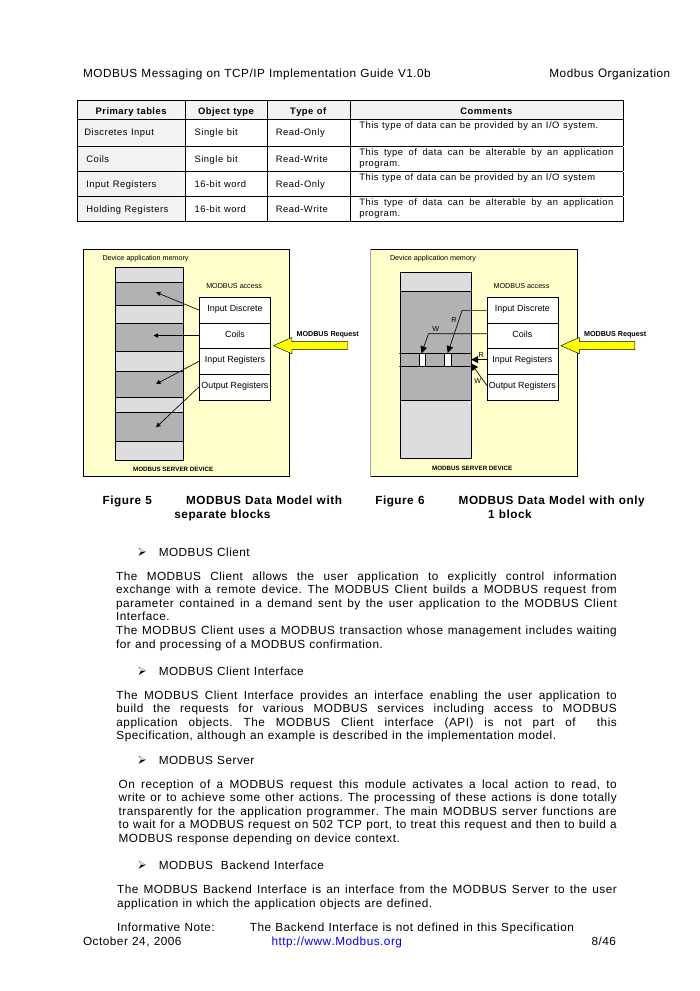 MODBUS Messaging on TCP/IP Implementation Guide V1.0b Modbus Organization
Primary tables Object type Type of Comments
Discretes Input Single bit Read-Only This type of data can be provided by an I/O system.
Coils Single bit Read-Write This type of data can be alterable by an application
program.
Input Registers 16-bit word Read-Only This type of data can be provided by an I/O system
Holding Registers 16-bit word Read-Write This type of data can be alterable by an application
program.
Device application memory
MODBUS access
Input Discrete
Coils
Input Registers
Output Registers
MODBUS Request
MODBUS SERVER DEVICE
Device application memory
MODBUS access
Input Discrete
R
W
Coils
Input Registers
R
W
Output Registers
MODBUS Request
MODBUS SERVER DEVICE
Figure 5 MODBUS Data Model with
separate blocks
Figure 6 MODBUS Data Model with only
1 block
➢ MODBUS Client
The MODBUS Client allows the user application to explicitly control information
exchange with a remote device. The MODBUS Client builds a MODBUS request from
parameter contained in a demand sent by the user application to the MODBUS Client
Interface.
The MODBUS Client uses a MODBUS transaction whose management includes waiting
for and processing of a MODBUS confirmation.
➢ MODBUS Client Interface
The MODBUS Client Interface provides an interface enabling the user application to
build the requests for various MODBUS services including access to MODBUS
application objects. The MODBUS Client interface (API) is not part of this
Specification, although an example is described in the implementation model.
➢ MODBUS Server
On reception of a MODBUS request this module activates a local action to read, to
write or to achieve some other actions. The processing of these actions is done totally
transparently for the application programmer. The main MODBUS server functions are
to wait for a MODBUS request on 502 TCP port, to treat this request and then to build a
MODBUS response depending on device context.
➢ MODBUS Backend Interface
The MODBUS Backend Interface is an interface from the MODBUS Server to the user
application in which the application objects are defined.
Informative Note: The Backend Interface is not defined in this Specification
October 24, 2006 http://www.Modbus.org 8/46